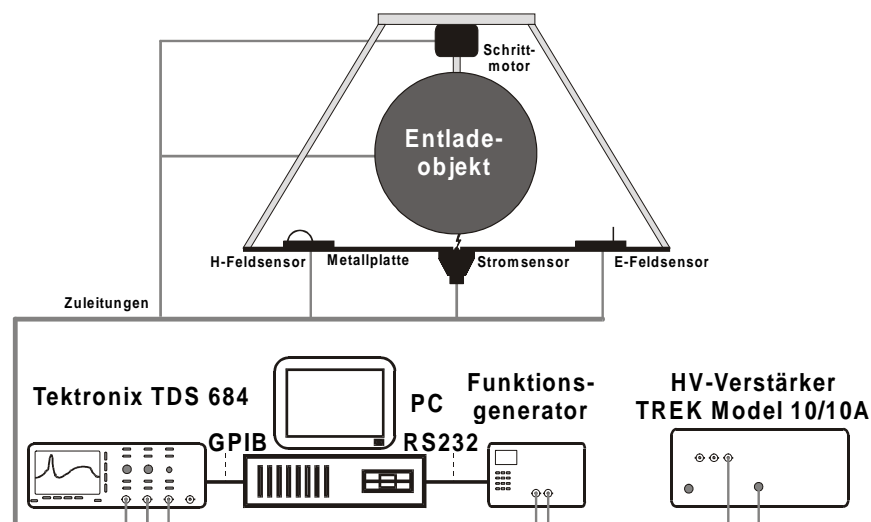 Schritt-
motor
Entlade-
objekt
H-Feldsensor
Metallplatte
Stromsensor
E-Feldsensor
Zuleitungen
Tektronix TDS 684
GPIB
PC
RS232
Funktions-
generator
HV-Verstärker
TREK Model 10/10A